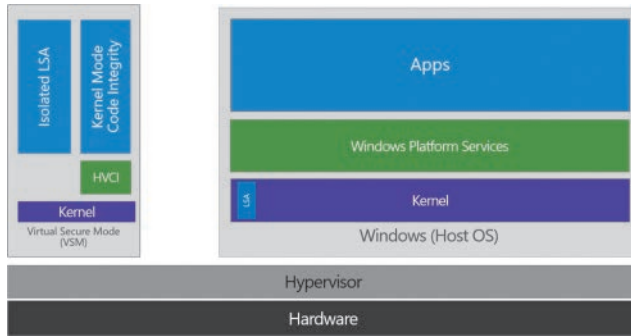 Isolated LSA
Kernel Mode
Code Integrity
HVCI
Kernel
Virtual Secure Mode
(VSM)
Apps
Windows Platform Services
LSA
Kernel
Windows (Host OS)
Hypervisor
Hardware